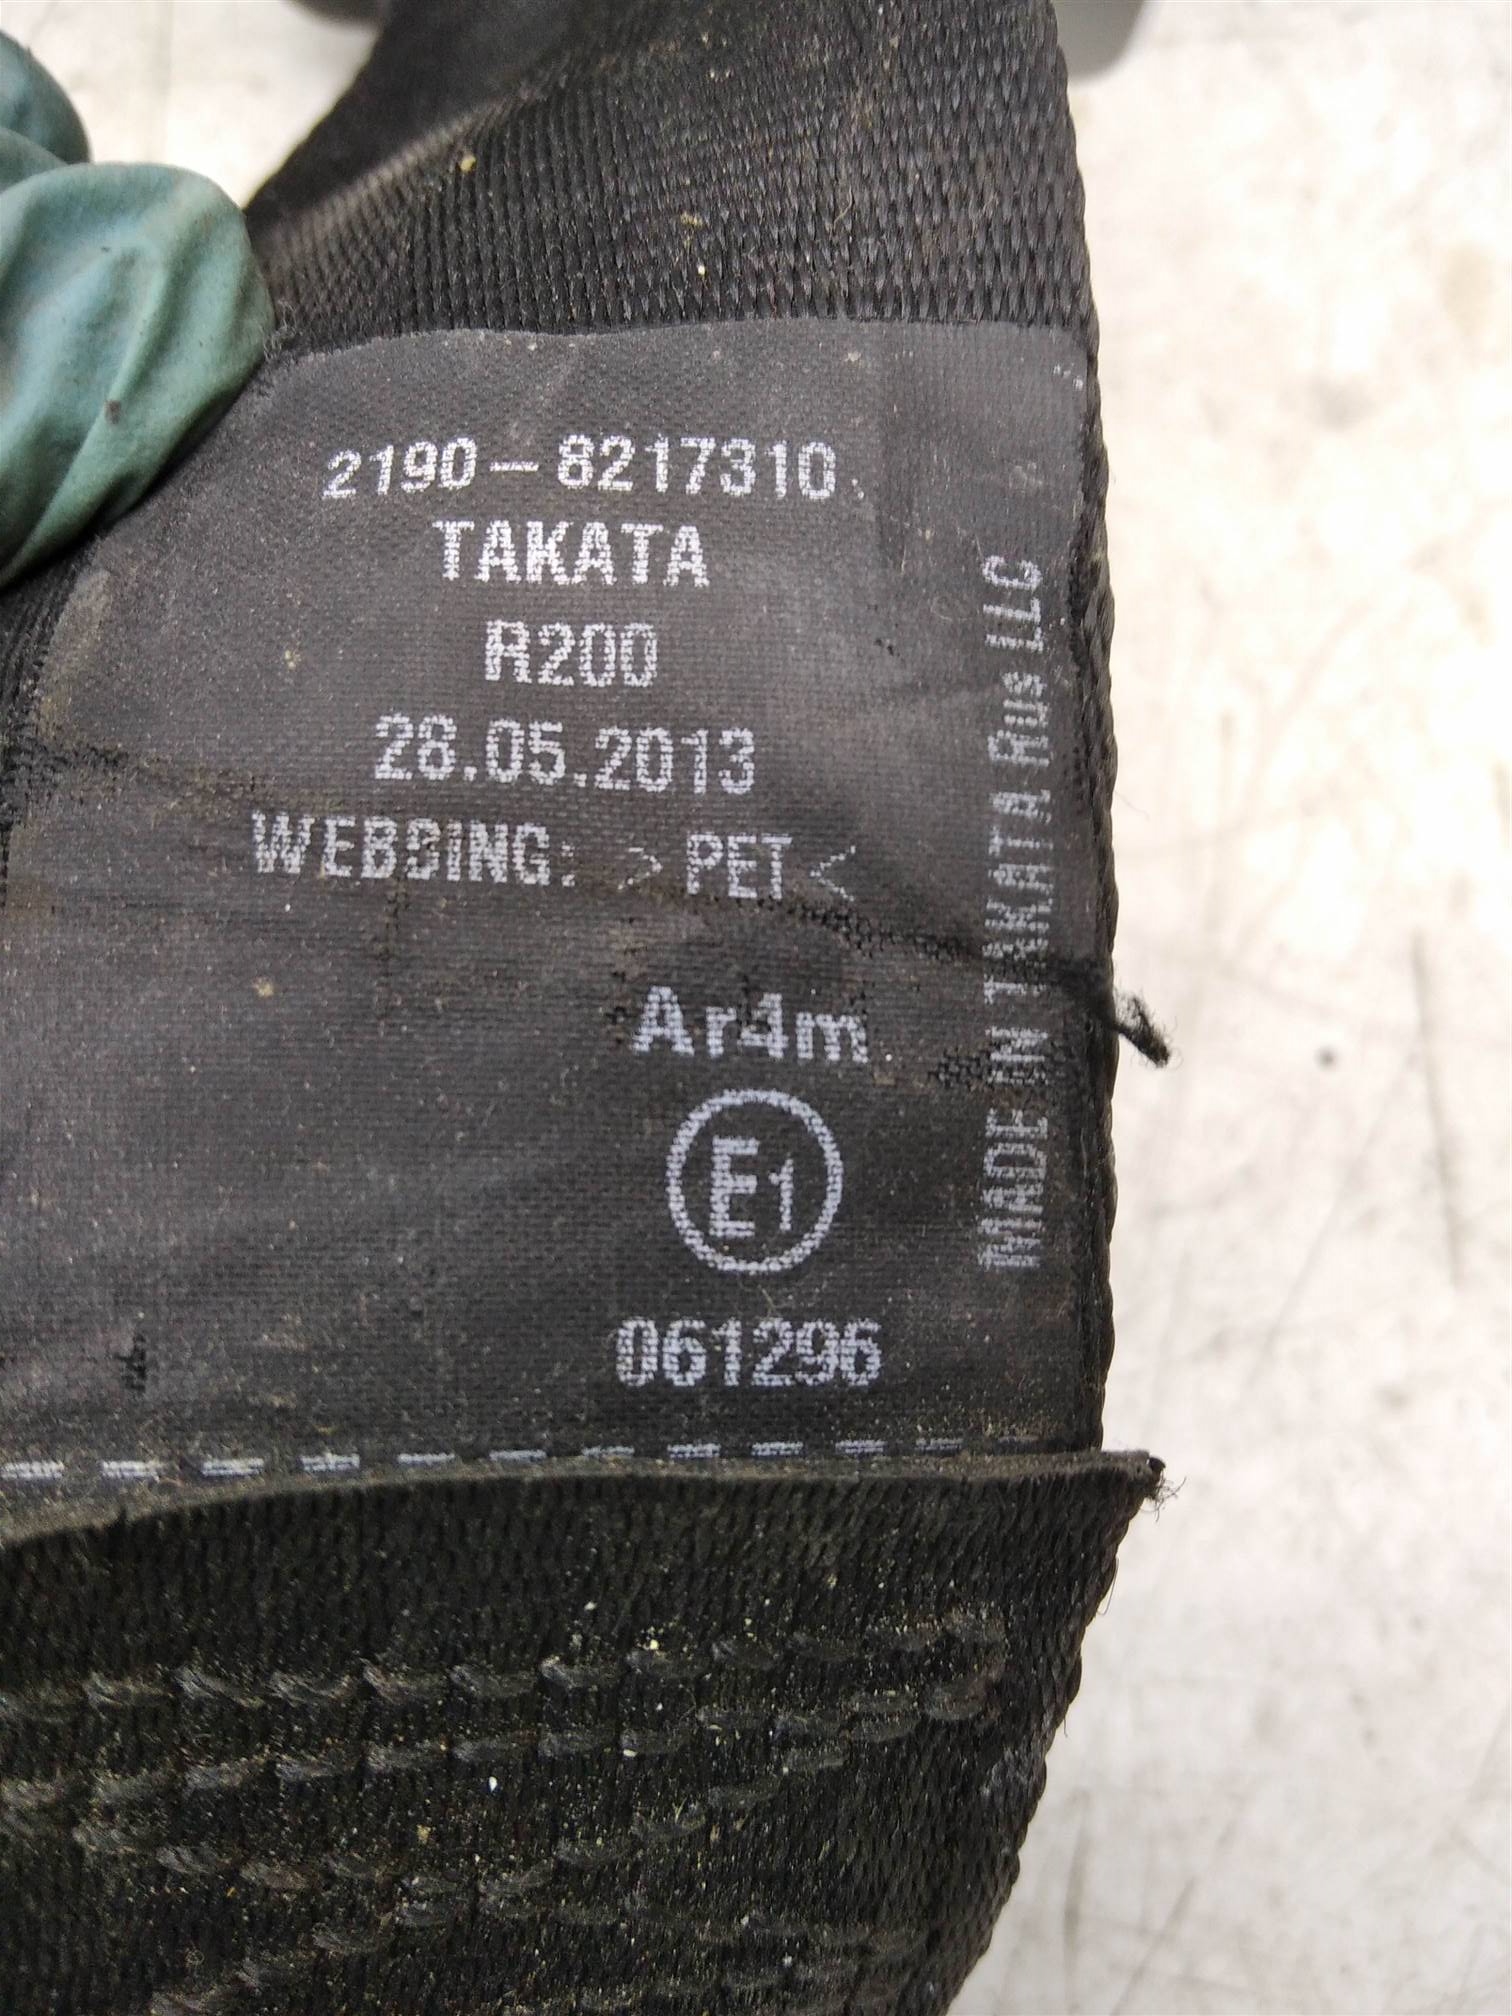 2190-8217310
TAKATA
R200
28.05.2013
WEBBING: >PET<
Ar4m
E1
061296
MADE IN TAKATA Rus LLC